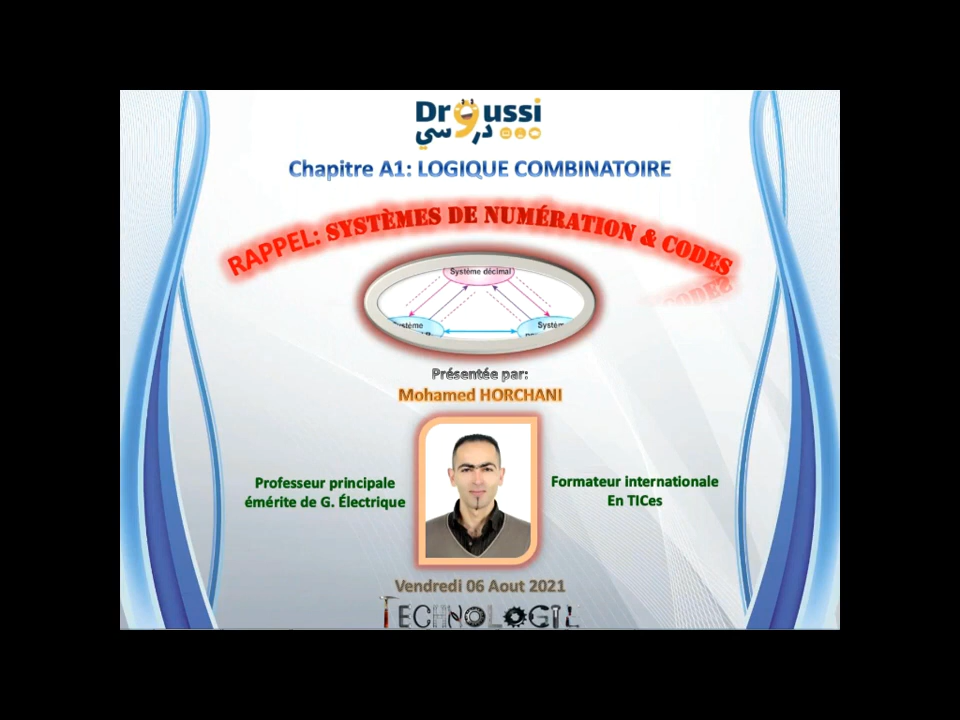 Droussi
دروسي
Chapitre A1: LOGIQUE COMBINATOIRE
RAPPEL: SYSTÈMES DE NUMÉRATION & CODES
Système décimal
Présentée par:
Mohamed HORCHANI
Professeur principale
émérite de G. Électrique
Formateur internationale
En TICes
Vendredi 06 Aout 2021
TECHNOLOGIE